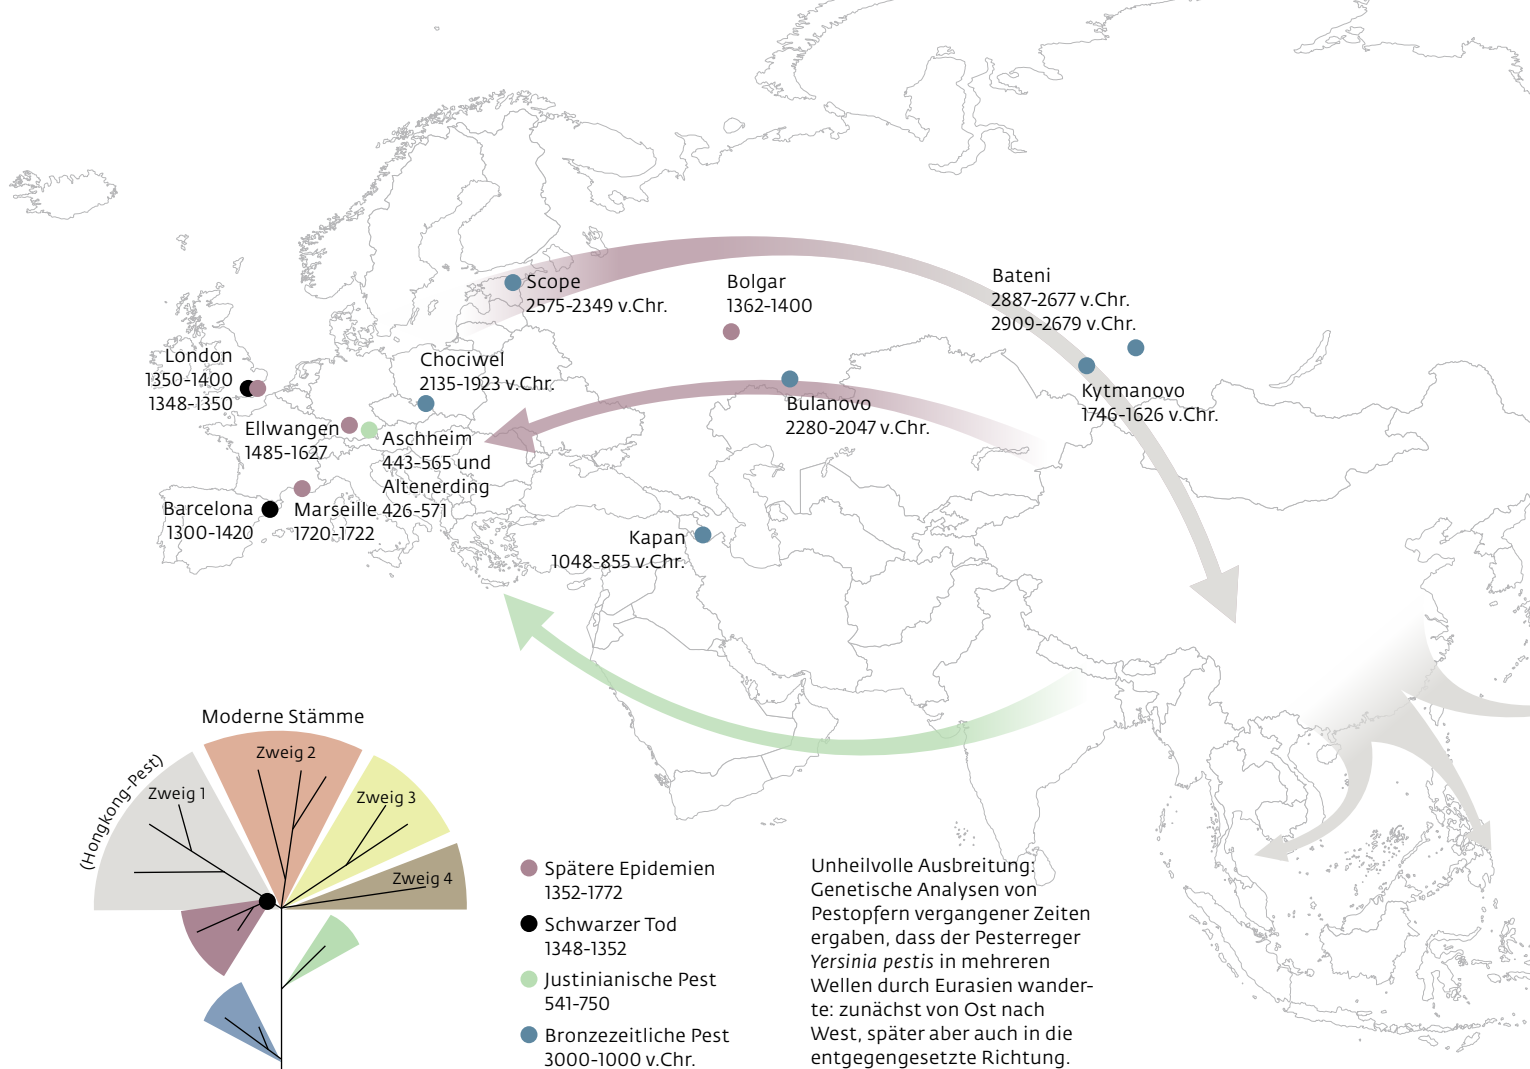 Scope
2575-2349 v.Chr.
Bolgar
1362-1400
Bateni
2887-2677 v.Chr.
2909-2679 v.Chr.
London
1350-1400
1348-1350
Chociwel
2135-1923 v.Chr.
Bulanovo
2280-2047 v.Chr.
Kytmanovo
1746-1626 v.Chr.
Ellwangen
1485-1627
Aschheim
443-565 und
Altenerding
426-571
Barcelona
1300-1420
Marseille
1720-1722
Kapan
1048-855 v.Chr.
Moderne Stämme
(Hongkong-Pest)
Zweig 1
Zweig 2
Zweig 3
Zweig 4
Spätere Epidemien
1352-1772
Schwarzer Tod
1348-1352
Justinianische Pest
541-750
Bronzezeitliche Pest
3000-1000 v.Chr.
Unheilvolle Ausbreitung:
Genetische Analysen von
Pestopfern vergangener Zeiten
ergaben, dass der Pesterreger
Yersinia pestis in mehreren
Wellen durch Eurasien wander-
te: zunächst von Ost nach
West, später aber auch in die
entgegengesetzte Richtung.